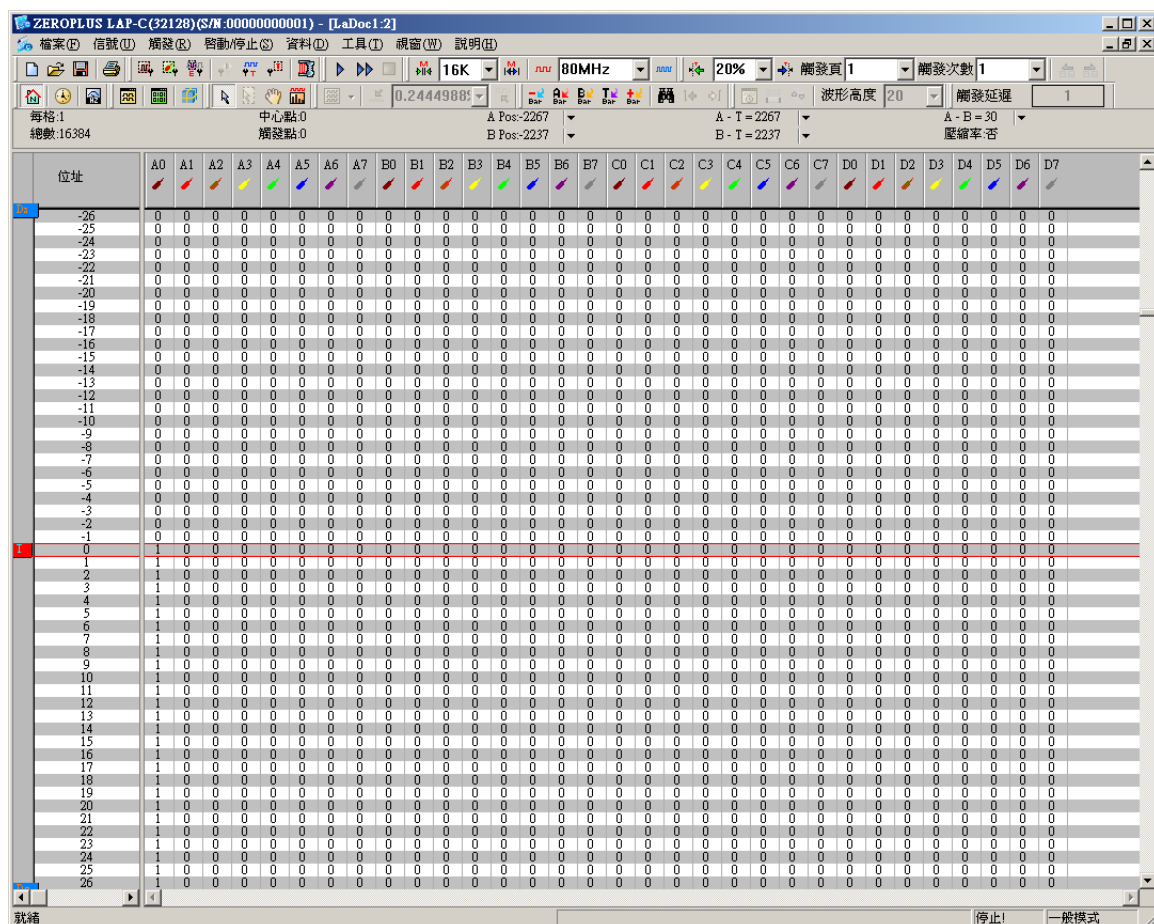 ZEROPLUS LAP-C(32128)(S/N:00000000001) - [LaDoc1:2]
檔案(F) 信號(U) 觸發(R) 啓動/停止(S) 資料(D) 工具(T) 視窗(W) 說明(H)
16K 80MHz 20% 觸發頁 1 觸發次數 1
Bar Bar Bar Bar Bar 波形高度 20 觸發延遲 1
每格:1 中心點:0 A Pos:-2267 A - T = 2267 A - B = 30
總數:16384 觸發點:0 B Pos:-2237 B - T = 2237 壓縮率:否
位址 A0 A1 A2 A3 A4 A5 A6 A7 B0 B1 B2 B3 B4 B5 B6 B7 C0 C1 C2 C3 C4 C5 C6 C7 D0 D1 D2 D3 D4 D5 D6 D7
-26 0 0 0 0 0 0 0 0 0 0 0 0 0 0 0 0 0 0 0 0 0 0 0 0 0 0 0 0 0 0 0 0
-25 0 0 0 0 0 0 0 0 0 0 0 0 0 0 0 0 0 0 0 0 0 0 0 0 0 0 0 0 0 0 0 0
-24 0 0 0 0 0 0 0 0 0 0 0 0 0 0 0 0 0 0 0 0 0 0 0 0 0 0 0 0 0 0 0 0
-23 0 0 0 0 0 0 0 0 0 0 0 0 0 0 0 0 0 0 0 0 0 0 0 0 0 0 0 0 0 0 0 0
-22 0 0 0 0 0 0 0 0 0 0 0 0 0 0 0 0 0 0 0 0 0 0 0 0 0 0 0 0 0 0 0 0
-21 0 0 0 0 0 0 0 0 0 0 0 0 0 0 0 0 0 0 0 0 0 0 0 0 0 0 0 0 0 0 0 0
-20 0 0 0 0 0 0 0 0 0 0 0 0 0 0 0 0 0 0 0 0 0 0 0 0 0 0 0 0 0 0 0 0
-19 0 0 0 0 0 0 0 0 0 0 0 0 0 0 0 0 0 0 0 0 0 0 0 0 0 0 0 0 0 0 0 0
-18 0 0 0 0 0 0 0 0 0 0 0 0 0 0 0 0 0 0 0 0 0 0 0 0 0 0 0 0 0 0 0 0
-17 0 0 0 0 0 0 0 0 0 0 0 0 0 0 0 0 0 0 0 0 0 0 0 0 0 0 0 0 0 0 0 0
-16 0 0 0 0 0 0 0 0 0 0 0 0 0 0 0 0 0 0 0 0 0 0 0 0 0 0 0 0 0 0 0 0
-15 0 0 0 0 0 0 0 0 0 0 0 0 0 0 0 0 0 0 0 0 0 0 0 0 0 0 0 0 0 0 0 0
-14 0 0 0 0 0 0 0 0 0 0 0 0 0 0 0 0 0 0 0 0 0 0 0 0 0 0 0 0 0 0 0 0
-13 0 0 0 0 0 0 0 0 0 0 0 0 0 0 0 0 0 0 0 0 0 0 0 0 0 0 0 0 0 0 0 0
-12 0 0 0 0 0 0 0 0 0 0 0 0 0 0 0 0 0 0 0 0 0 0 0 0 0 0 0 0 0 0 0 0
-11 0 0 0 0 0 0 0 0 0 0 0 0 0 0 0 0 0 0 0 0 0 0 0 0 0 0 0 0 0 0 0 0
-10 0 0 0 0 0 0 0 0 0 0 0 0 0 0 0 0 0 0 0 0 0 0 0 0 0 0 0 0 0 0 0 0
-9 0 0 0 0 0 0 0 0 0 0 0 0 0 0 0 0 0 0 0 0 0 0 0 0 0 0 0 0 0 0 0 0
-8 0 0 0 0 0 0 0 0 0 0 0 0 0 0 0 0 0 0 0 0 0 0 0 0 0 0 0 0 0 0 0 0
-7 0 0 0 0 0 0 0 0 0 0 0 0 0 0 0 0 0 0 0 0 0 0 0 0 0 0 0 0 0 0 0 0
-6 0 0 0 0 0 0 0 0 0 0 0 0 0 0 0 0 0 0 0 0 0 0 0 0 0 0 0 0 0 0 0 0
-5 0 0 0 0 0 0 0 0 0 0 0 0 0 0 0 0 0 0 0 0 0 0 0 0 0 0 0 0 0 0 0 0
-4 0 0 0 0 0 0 0 0 0 0 0 0 0 0 0 0 0 0 0 0 0 0 0 0 0 0 0 0 0 0 0 0
-3 0 0 0 0 0 0 0 0 0 0 0 0 0 0 0 0 0 0 0 0 0 0 0 0 0 0 0 0 0 0 0 0
-2 0 0 0 0 0 0 0 0 0 0 0 0 0 0 0 0 0 0 0 0 0 0 0 0 0 0 0 0 0 0 0 0
-1 0 0 0 0 0 0 0 0 0 0 0 0 0 0 0 0 0 0 0 0 0 0 0 0 0 0 0 0 0 0 0 0
T 0 1 0 0 0 0 0 0 0 0 0 0 0 0 0 0 0 0 0 0 0 0 0 0 0 0 0 0 0 0 0 0 0
1 1 0 0 0 0 0 0 0 0 0 0 0 0 0 0 0 0 0 0 0 0 0 0 0 0 0 0 0 0 0 0 0
2 1 0 0 0 0 0 0 0 0 0 0 0 0 0 0 0 0 0 0 0 0 0 0 0 0 0 0 0 0 0 0 0
3 1 0 0 0 0 0 0 0 0 0 0 0 0 0 0 0 0 0 0 0 0 0 0 0 0 0 0 0 0 0 0 0
4 1 0 0 0 0 0 0 0 0 0 0 0 0 0 0 0 0 0 0 0 0 0 0 0 0 0 0 0 0 0 0 0
5 1 0 0 0 0 0 0 0 0 0 0 0 0 0 0 0 0 0 0 0 0 0 0 0 0 0 0 0 0 0 0 0
6 1 0 0 0 0 0 0 0 0 0 0 0 0 0 0 0 0 0 0 0 0 0 0 0 0 0 0 0 0 0 0 0
7 1 0 0 0 0 0 0 0 0 0 0 0 0 0 0 0 0 0 0 0 0 0 0 0 0 0 0 0 0 0 0 0
8 1 0 0 0 0 0 0 0 0 0 0 0 0 0 0 0 0 0 0 0 0 0 0 0 0 0 0 0 0 0 0 0
9 1 0 0 0 0 0 0 0 0 0 0 0 0 0 0 0 0 0 0 0 0 0 0 0 0 0 0 0 0 0 0 0
10 1 0 0 0 0 0 0 0 0 0 0 0 0 0 0 0 0 0 0 0 0 0 0 0 0 0 0 0 0 0 0 0
11 1 0 0 0 0 0 0 0 0 0 0 0 0 0 0 0 0 0 0 0 0 0 0 0 0 0 0 0 0 0 0 0
12 1 0 0 0 0 0 0 0 0 0 0 0 0 0 0 0 0 0 0 0 0 0 0 0 0 0 0 0 0 0 0 0
13 1 0 0 0 0 0 0 0 0 0 0 0 0 0 0 0 0 0 0 0 0 0 0 0 0 0 0 0 0 0 0 0
14 1 0 0 0 0 0 0 0 0 0 0 0 0 0 0 0 0 0 0 0 0 0 0 0 0 0 0 0 0 0 0 0
15 1 0 0 0 0 0 0 0 0 0 0 0 0 0 0 0 0 0 0 0 0 0 0 0 0 0 0 0 0 0 0 0
16 1 0 0 0 0 0 0 0 0 0 0 0 0 0 0 0 0 0 0 0 0 0 0 0 0 0 0 0 0 0 0 0
17 1 0 0 0 0 0 0 0 0 0 0 0 0 0 0 0 0 0 0 0 0 0 0 0 0 0 0 0 0 0 0 0
18 1 0 0 0 0 0 0 0 0 0 0 0 0 0 0 0 0 0 0 0 0 0 0 0 0 0 0 0 0 0 0 0
19 1 0 0 0 0 0 0 0 0 0 0 0 0 0 0 0 0 0 0 0 0 0 0 0 0 0 0 0 0 0 0 0
20 1 0 0 0 0 0 0 0 0 0 0 0 0 0 0 0 0 0 0 0 0 0 0 0 0 0 0 0 0 0 0 0
21 1 0 0 0 0 0 0 0 0 0 0 0 0 0 0 0 0 0 0 0 0 0 0 0 0 0 0 0 0 0 0 0
22 1 0 0 0 0 0 0 0 0 0 0 0 0 0 0 0 0 0 0 0 0 0 0 0 0 0 0 0 0 0 0 0
23 1 0 0 0 0 0 0 0 0 0 0 0 0 0 0 0 0 0 0 0 0 0 0 0 0 0 0 0 0 0 0 0
24 1 0 0 0 0 0 0 0 0 0 0 0 0 0 0 0 0 0 0 0 0 0 0 0 0 0 0 0 0 0 0 0
25 1 0 0 0 0 0 0 0 0 0 0 0 0 0 0 0 0 0 0 0 0 0 0 0 0 0 0 0 0 0 0 0
26 1 0 0 0 0 0 0 0 0 0 0 0 0 0 0 0 0 0 0 0 0 0 0 0 0 0 0 0 0 0 0 0
就緒 停止! 一般模式